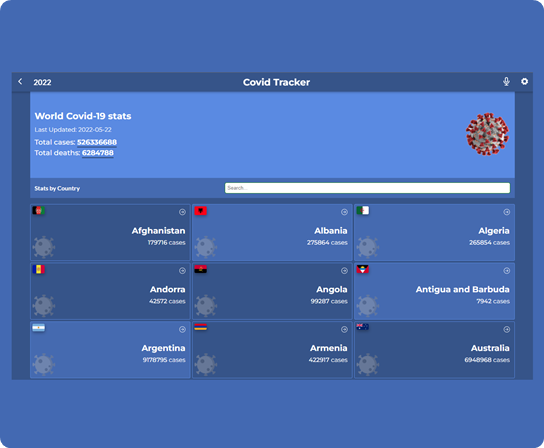 2022
Covid Tracker
World Covid-19 stats
Last Updated: 2022-05-22
Total cases: 526336688
Total deaths: 6284788
Stats by Country
Search...
Afghanistan
179716 cases
Albania
275864 cases
Algeria
265854 cases
Andorra
42572 cases
Angola
99287 cases
Antigua and Barbuda
7942 cases
Argentina
9178795 cases
Armenia
422917 cases
Australia
6948968 cases